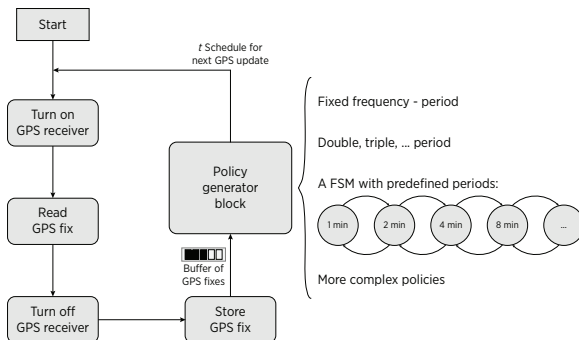 Start
t Schedule for
next GPS update
Turn on
GPS receiver
Read
GPS fix
Turn off
GPS receiver
Store
GPS fix
Buffer of
GPS fixes
Policy
generator
block
Fixed frequency - period
Double, triple, ... period
A FSM with predefined periods:
1 min 2 min 4 min 8 min ...
More complex policies